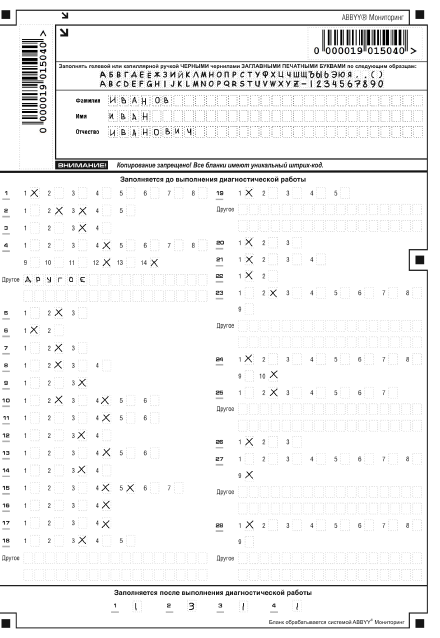 ABBYY® Мониторинг
0 000019 015040 >
0 000019 015040 >
Заполнять гелевой или капиллярной ручкой ЧЕРНЫМИ чернилами ЗАГЛАВНЫМИ ПЕЧАТНЫМИ БУКВАМИ по следующим образцам:
АБВГДЕЁЖЗИЙКЛМНОПРСТУФХЦЧШЩЪЫЬЭЮЯ.,()
ABCDEFGHIJKLMNOPQRSTUVWXYZ-1234567890
Фамилия ИВАНОВ
Имя ИВАН
Отчество ИВАНОВИЧ
ВНИМАНИЕ! Копирование запрещено! Все бланки имеют уникальный штрих-код.
Заполняется до выполнения диагностической работы
1 1 2 3 4 5 6 7 8
2 1 2 3 4 5
3 1 2 3 4
4 1 2 3 4 5 6 7 8
9 10 11 12 13 14
Другое ДРУГОЕ
5 1 2 3
6 1 2
7 1 2 3
8 1 2 3 4
9 1 2 3
10 1 2 3 4 5 6
11 1 2 3 4 5 6
12 1 2 3 4
13 1 2 3 4 5 6
14 1 2 3 4
15 1 2 3 4 5 6 7
16 1 2 3 4
17 1 2 3 4
18 1 2 3 4 5
Другое
19 1 2 3 4 5
Другое
20 1 2 3
21 1 2 3 4
22 1 2
23 1 2 3 4 5 6 7 8
9
Другое
24 1 2 3 4 5 6 7 8
9 10
25 1 2 3 4 5 6 7
Другое
26 1 2 3
27 1 2 3 4 5 6 7 8
9
Другое
28 1 2 3 4 5 6 7 8
9
Другое
Заполняется после выполнения диагностической работы
1 1 2 3 3 1 4 1
Бланк обрабатывается системой ABBYY® Мониторинг